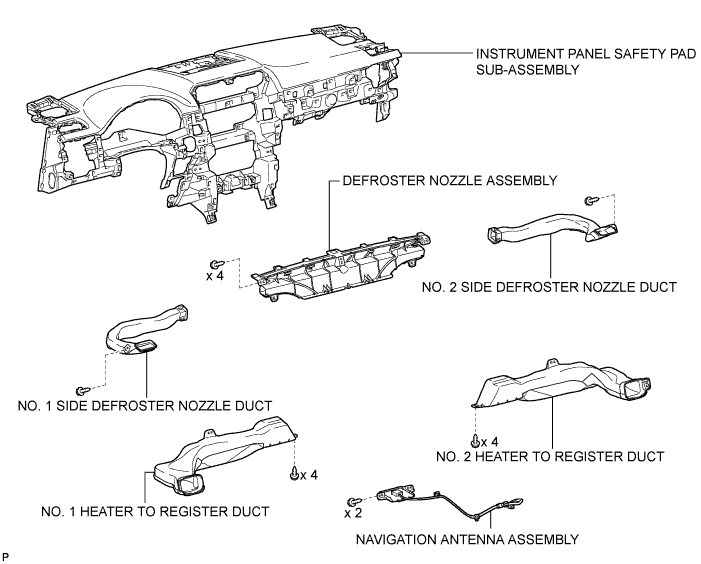 INSTRUMENT PANEL SAFETY PAD
SUB-ASSEMBLY
DEFROSTER NOZZLE ASSEMBLY
x 4
NO. 2 SIDE DEFROSTER NOZZLE DUCT
NO. 1 SIDE DEFROSTER NOZZLE DUCT
x 4
NO. 2 HEATER TO REGISTER DUCT
x 4
NO. 1 HEATER TO REGISTER DUCT
x 2
NAVIGATION ANTENNA ASSEMBLY
P